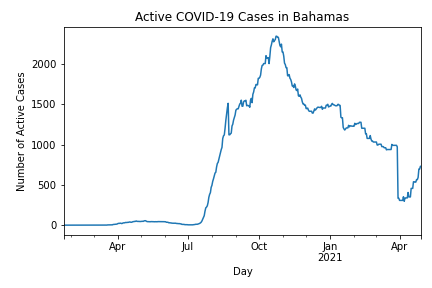 Active COVID-19 Cases in Bahamas
Number of Active Cases
2000
1500
1000
500
0
Apr
Jul
Oct
Jan
2021
Apr
Day